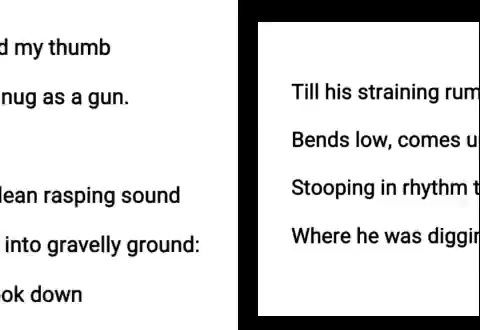 d my thumb
nug as a gun.
lean rasping sound
into gravelly ground:
ok down
Till his straining rum
Bends low, comes u
Stooping in rhythm t
Where he was diggin